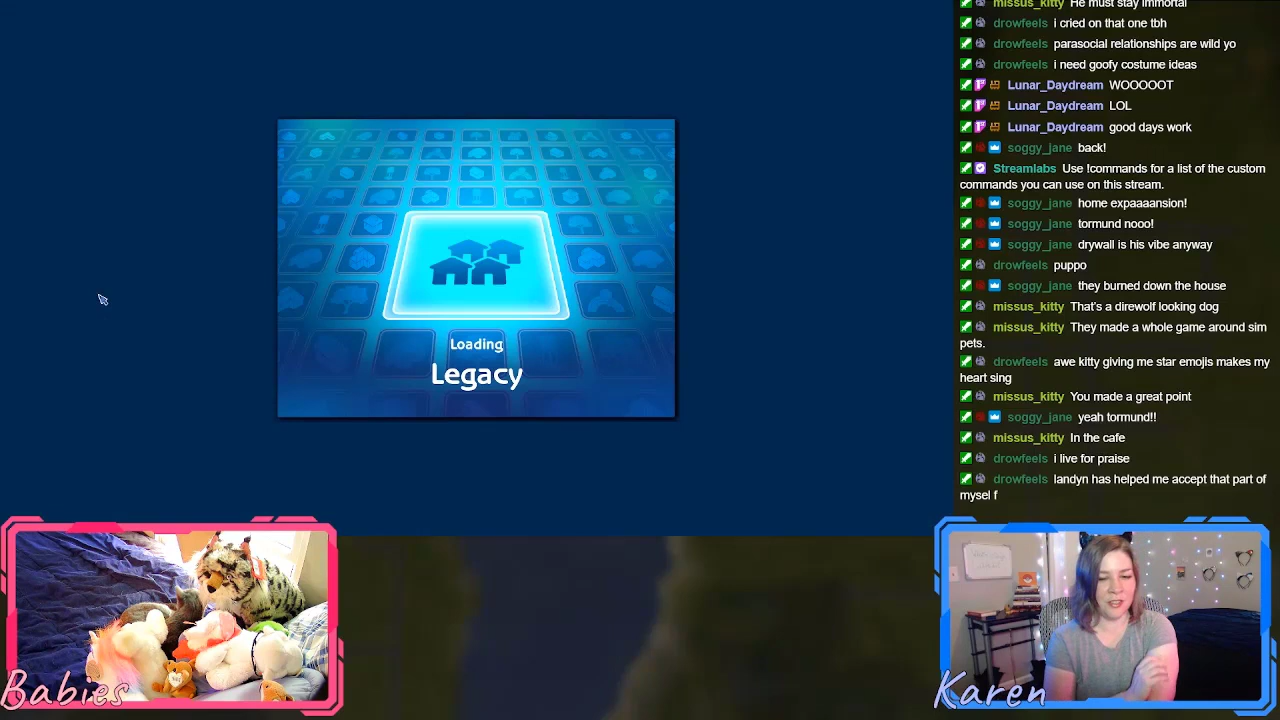 missus_kitty He must stay immortal
drowfeels i cried on that one tbh
drowfeels parasocial relationships are wild yo
drowfeels i need goofy costume ideas
Lunar_Daydream WOOOOOT
Lunar_Daydream LOL
Lunar_Daydream good days work
soggy_jane back!
Streamlabs Use !commands for a list of the custom
commands you can use on this stream.
soggy_jane home expaaaansion!
soggy_jane tormund nooo!
soggy_jane drywall is his vibe anyway
drowfeels puppo
soggy_jane they burned down the house
missus_kitty That's a direwolf looking dog
missus_kitty They made a whole game around sim
pets.
drowfeels awe kitty giving me star emojis makes my
heart sing
missus_kitty You made a great point
soggy_jane yeah tormund!!
missus_kitty In the cafe
drowfeels i live for praise
drowfeels landyn has helped me accept that part of
mysel f
Loading
Legacy
Babies
Karen